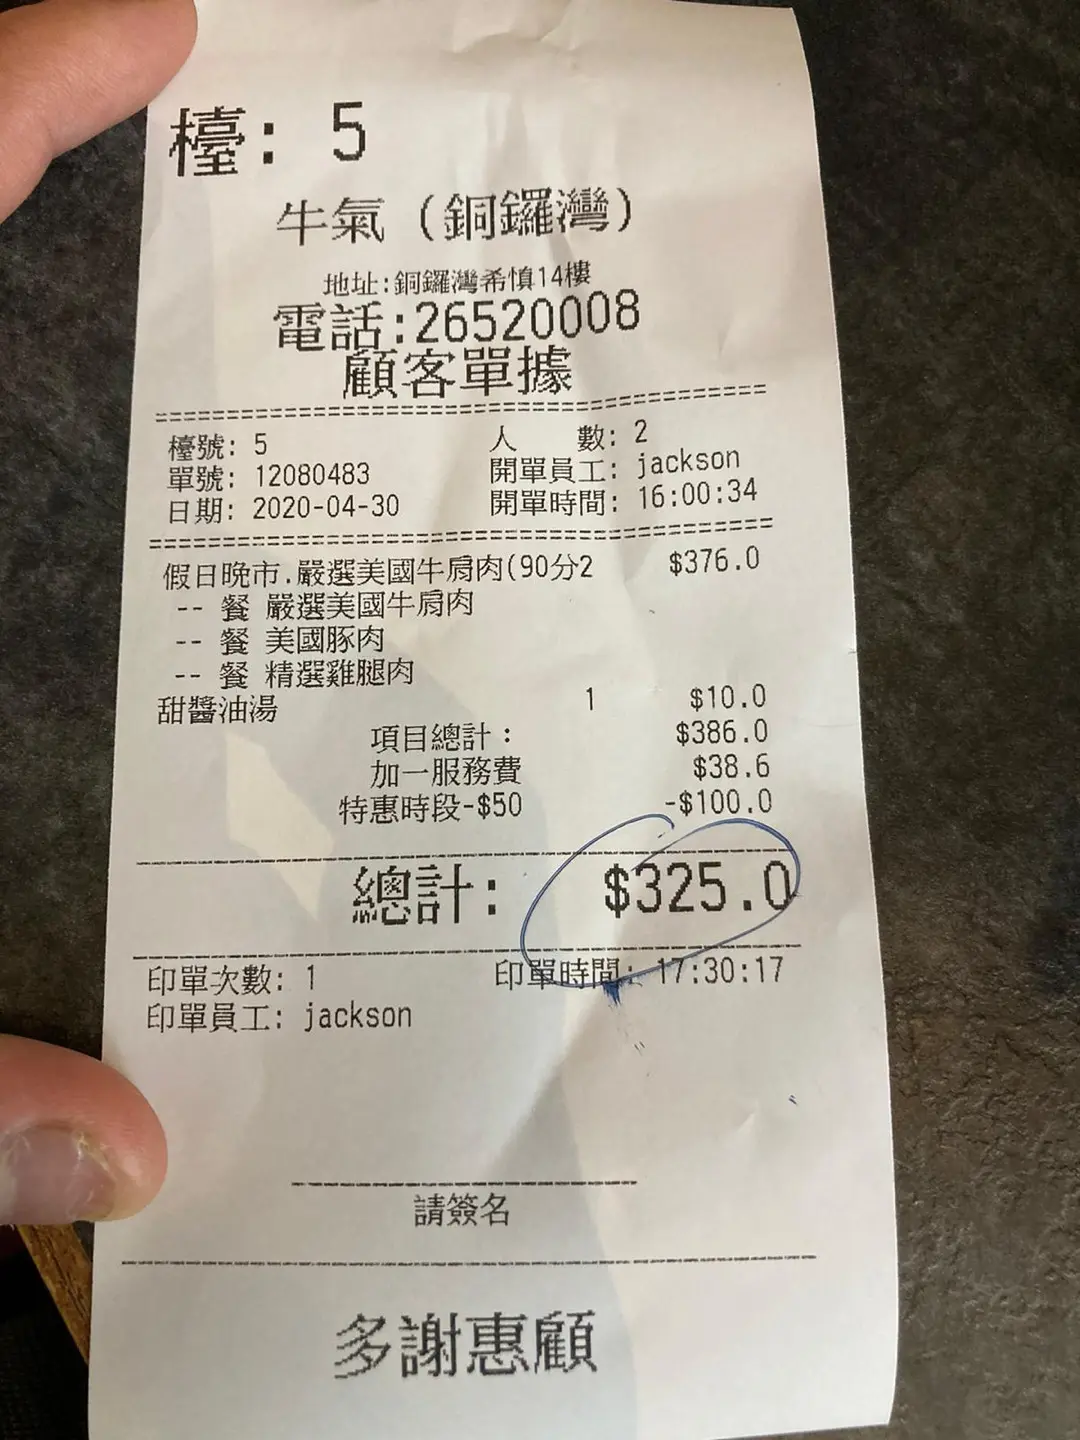 檯: 5
牛氣 (銅鑼灣)
地址:銅鑼灣希慎14樓
電話:26520008
顧客單據
檯號: 5 人 數: 2
單號: 12080483 開單員工: jackson
日期: 2020-04-30 開單時間: 16:00:34
假日晚市.嚴選美國牛肩肉(90分2 $376.0
-- 餐 嚴選美國牛肩肉
-- 餐 美國豚肉
-- 餐 精選雞腿肉
甜醬油湯 1 $10.0
項目總計: $386.0
加一服務費 $38.6
特惠時段-$50 -$100.0
總計: $325.0
印單次數: 1 印單時間: 17:30:17
印單員工: jackson
請簽名
多謝惠顧